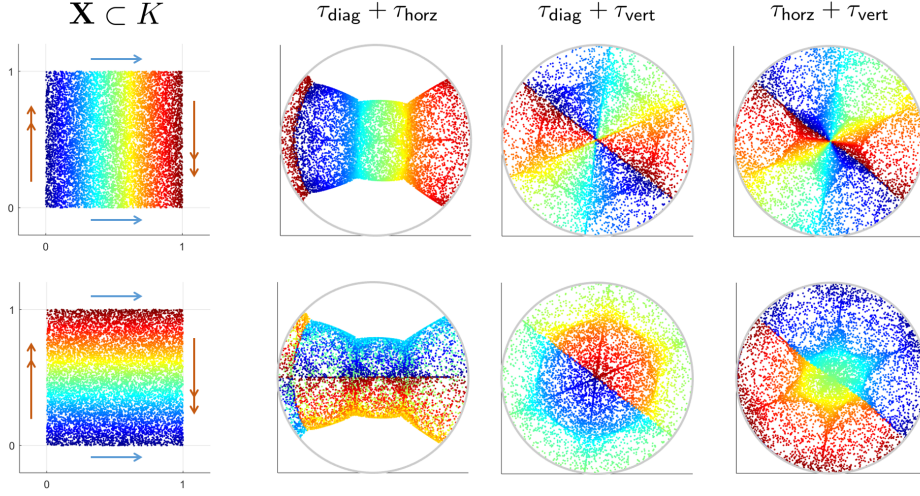 X ⊂ K
τdiag + τhorz
τdiag + τvert
τhorz + τvert
1
0
0
1
1
0
0
1